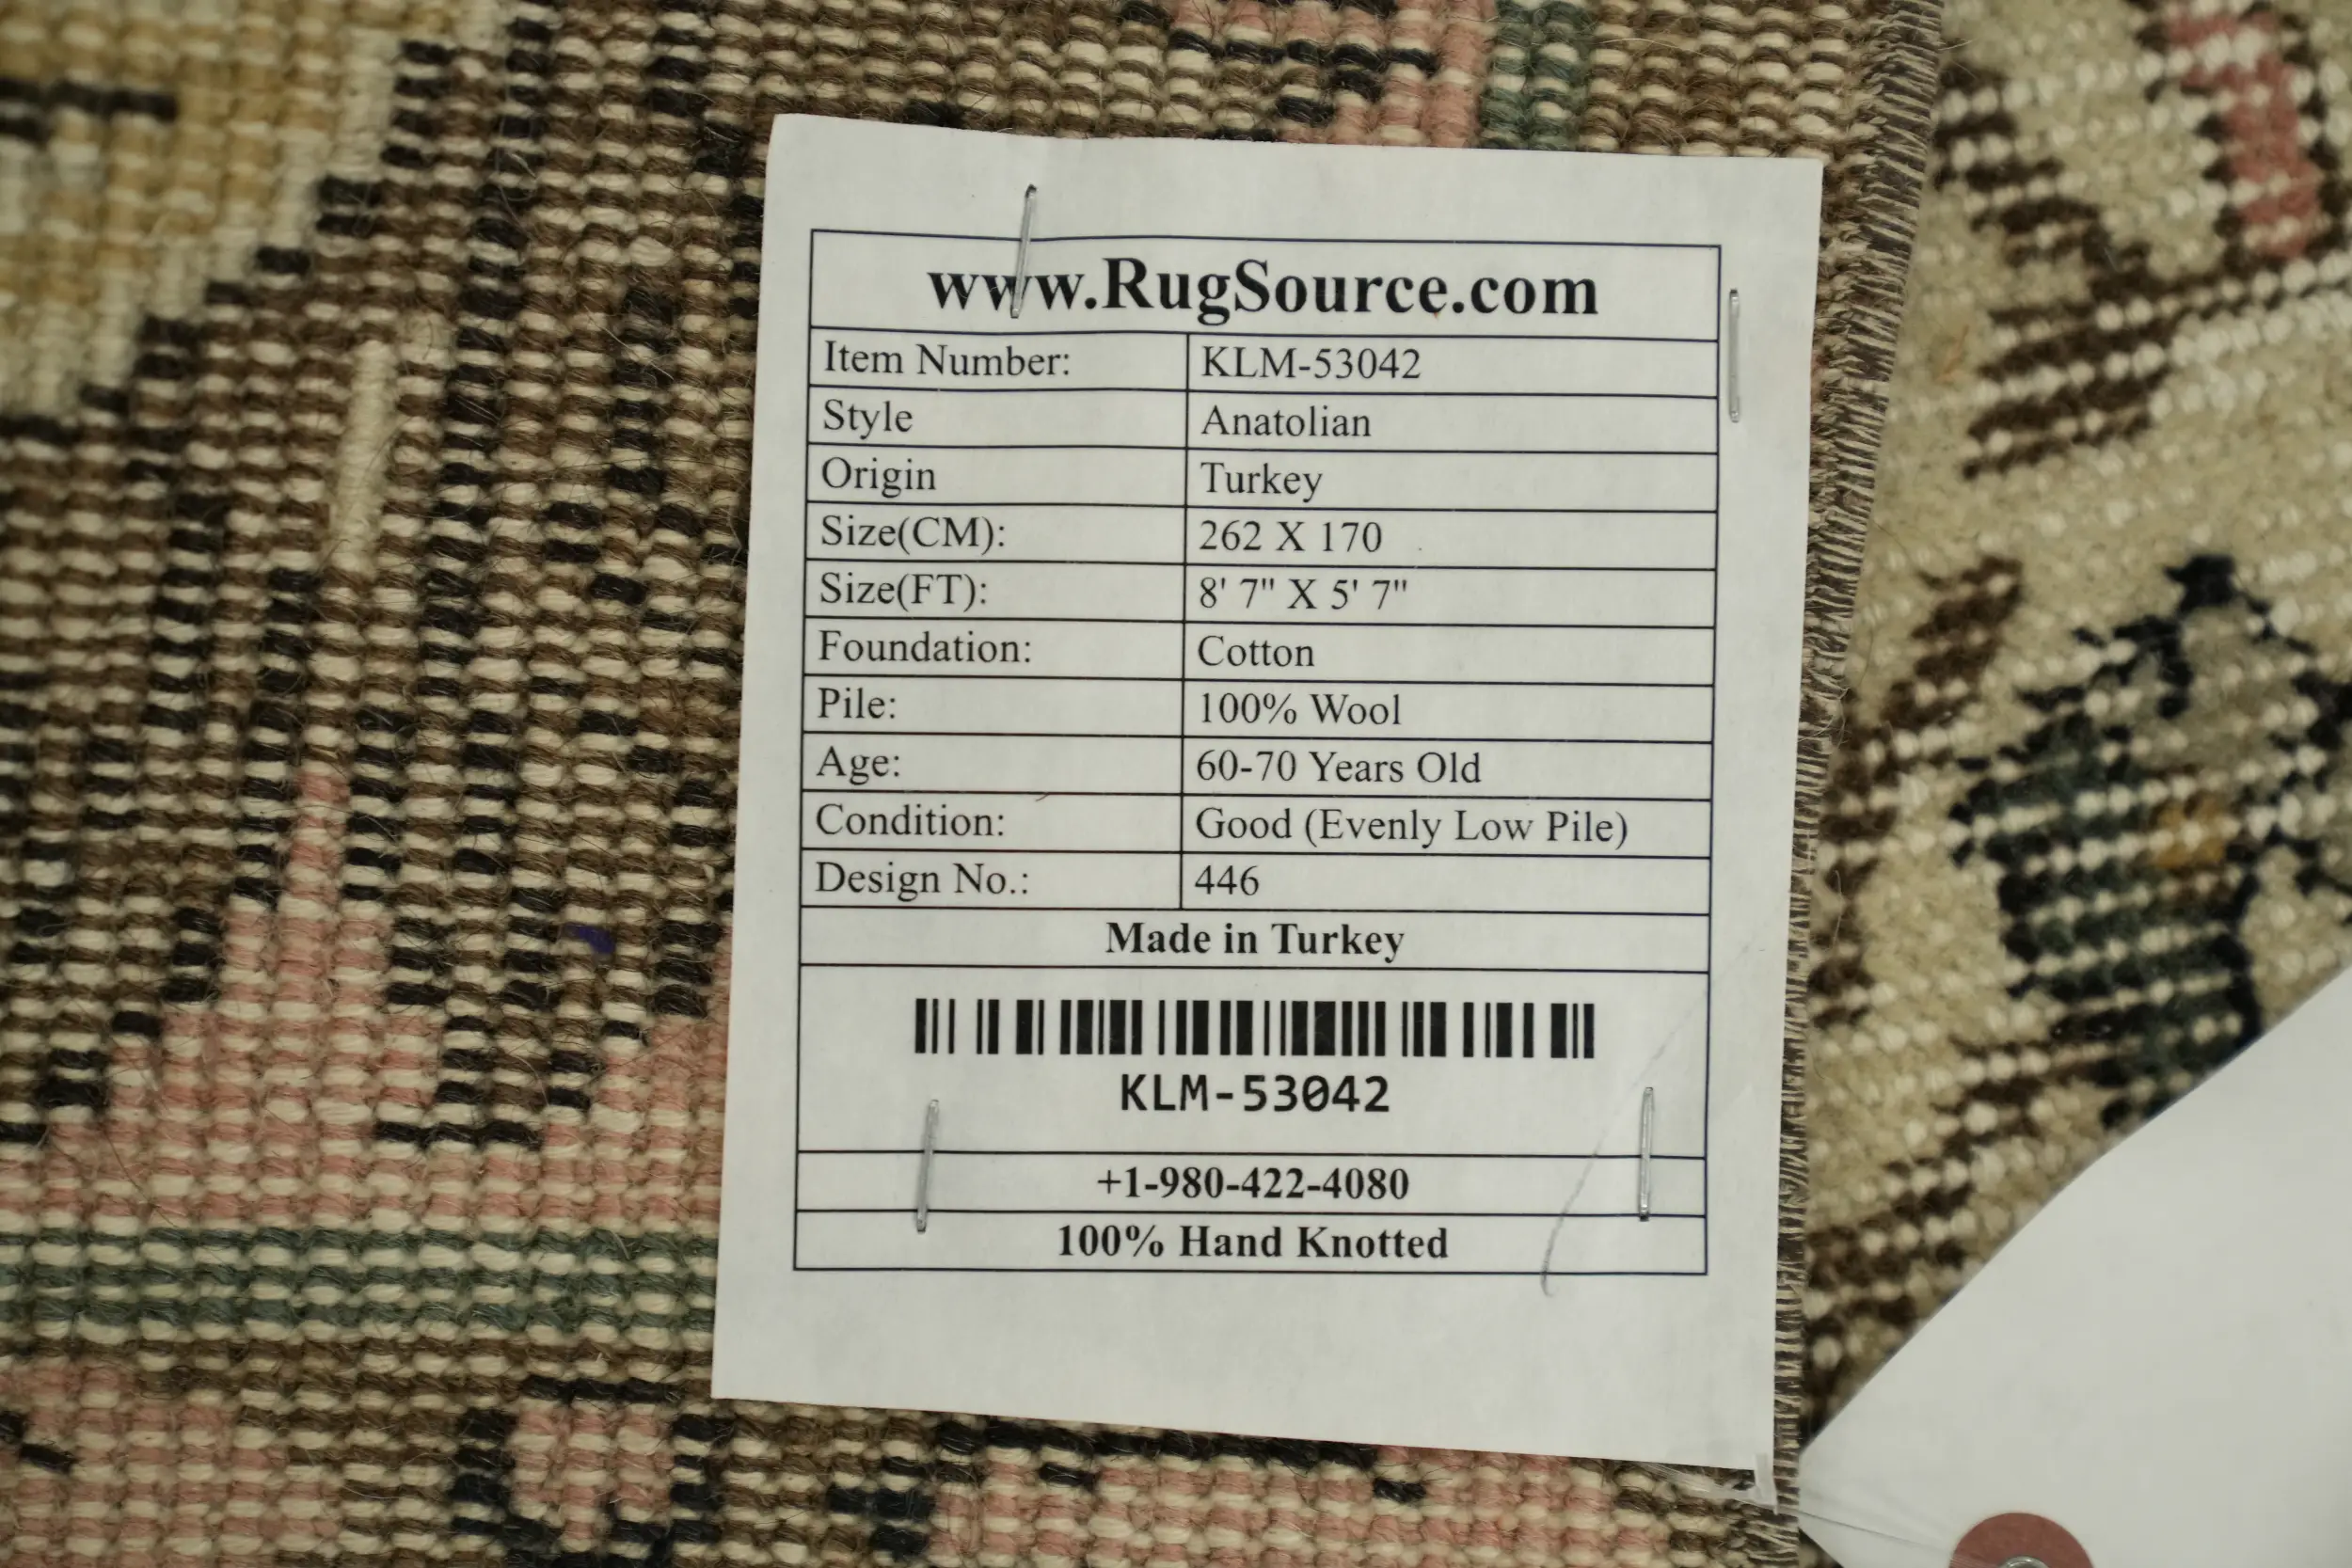 www.RugSource.com
Item Number: KLM-53042
Style Anatolian
Origin Turkey
Size(CM): 262 X 170
Size(FT): 8' 7" X 5' 7"
Foundation: Cotton
Pile: 100% Wool
Age: 60-70 Years Old
Condition: Good (Evenly Low Pile)
Design No.: 446
Made in Turkey
KLM-53042
+1-980-422-4080
100% Hand Knotted